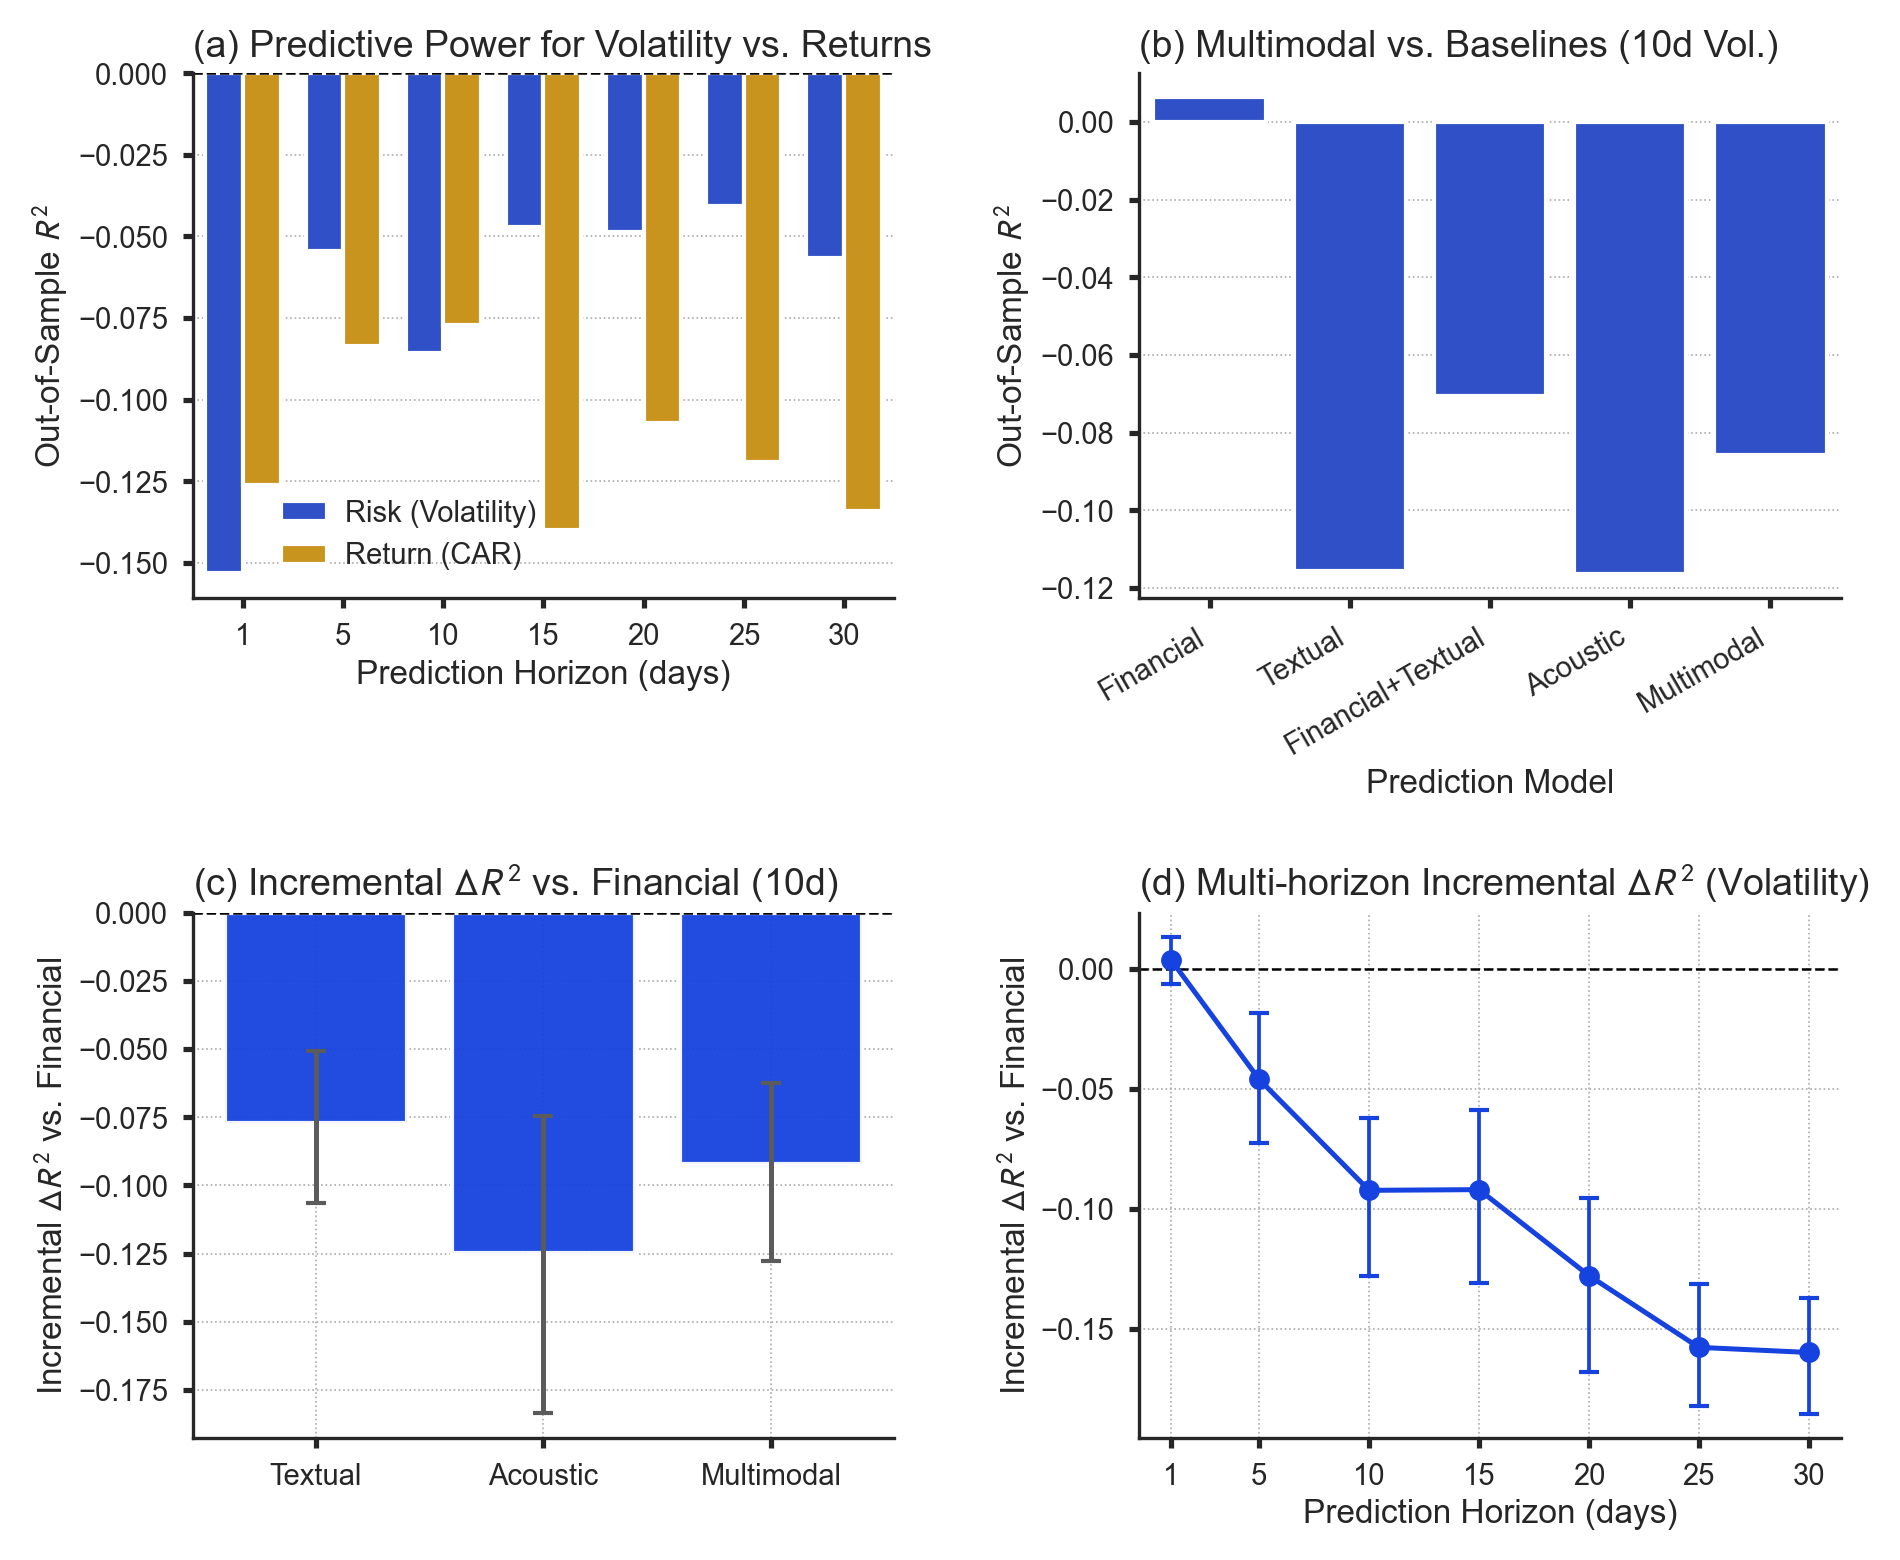 (a) Predictive Power for Volatility vs. Returns
0.000
−0.025
−0.050
−0.075
−0.100
−0.125
−0.150
Out-of-Sample R²
Risk (Volatility)
Return (CAR)
1 5 10 15 20 25 30
Prediction Horizon (days)
(b) Multimodal vs. Baselines (10d Vol.)
0.00
−0.02
−0.04
−0.06
−0.08
−0.10
−0.12
Out-of-Sample R²
Financial
Textual
Financial+Textual
Acoustic
Multimodal
Prediction Model
(c) Incremental ΔR² vs. Financial (10d)
0.000
−0.025
−0.050
−0.075
−0.100
−0.125
−0.150
−0.175
Incremental ΔR² vs. Financial
Textual Acoustic Multimodal
(d) Multi-horizon Incremental ΔR² (Volatility)
0.00
−0.05
−0.10
−0.15
Incremental ΔR² vs. Financial
1 5 10 15 20 25 30
Prediction Horizon (days)